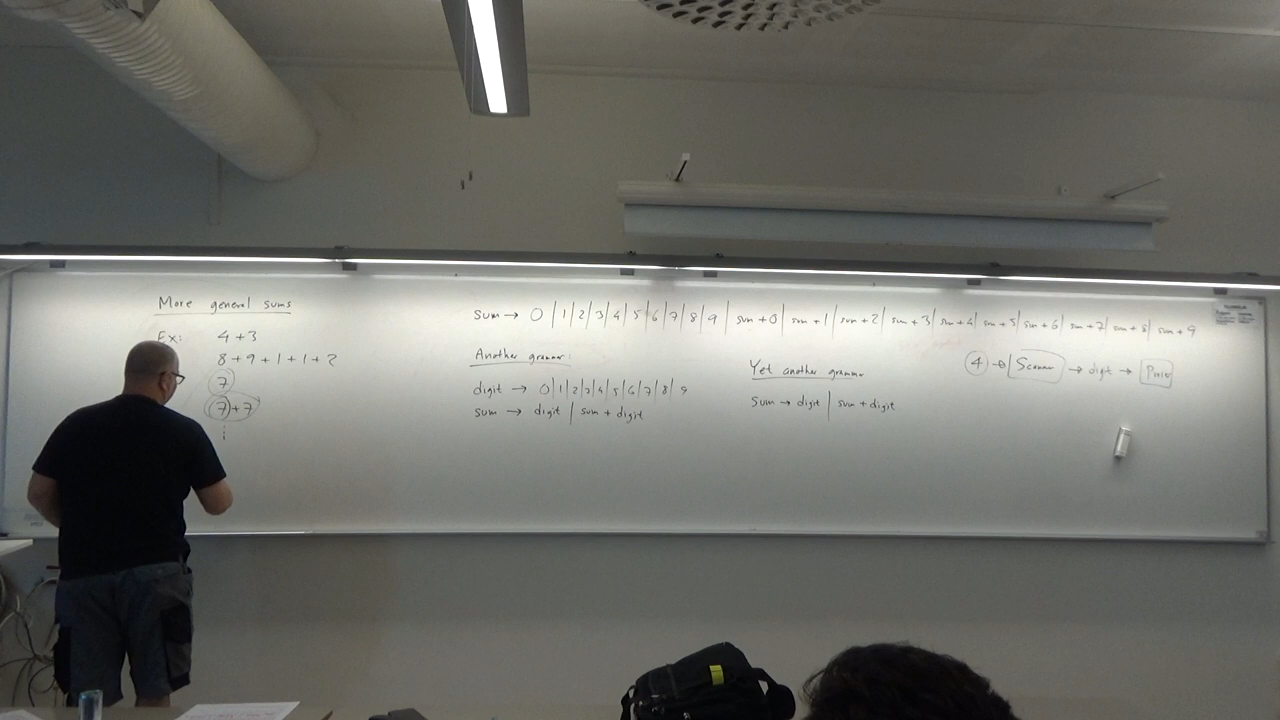 More general sums
Ex: 4+3
8+9+1+1+2
7
7+7
⋮
sum → 0 | 1 | 2 | 3 | 4 | 5 | 6 | 7 | 8 | 9 | sum + 0 | sum + 1 | sum + 2 | sum + 3 | sum + 4 | sum + 5 | sum + 6 | sum + 7 | sum + 8 | sum + 9
Another grammar:
digit → 0|1|2|3|4|5|6|7|8|9
sum → digit | sum + digit
Yet another grammar
sum → digit | sum + digit
4 → Scanner → digit →